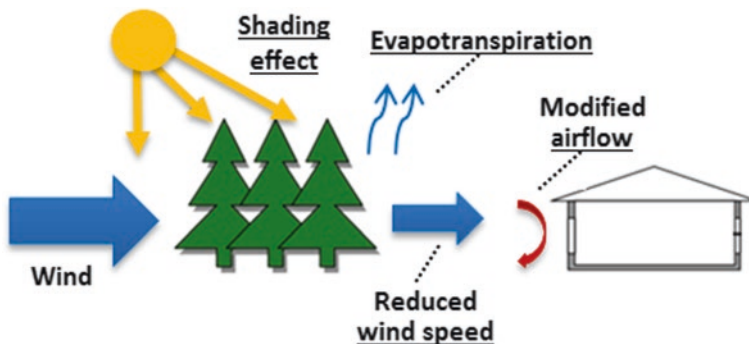 Shading
effect
Evapotranspiration
Modified
airflow
Wind
Reduced
wind speed